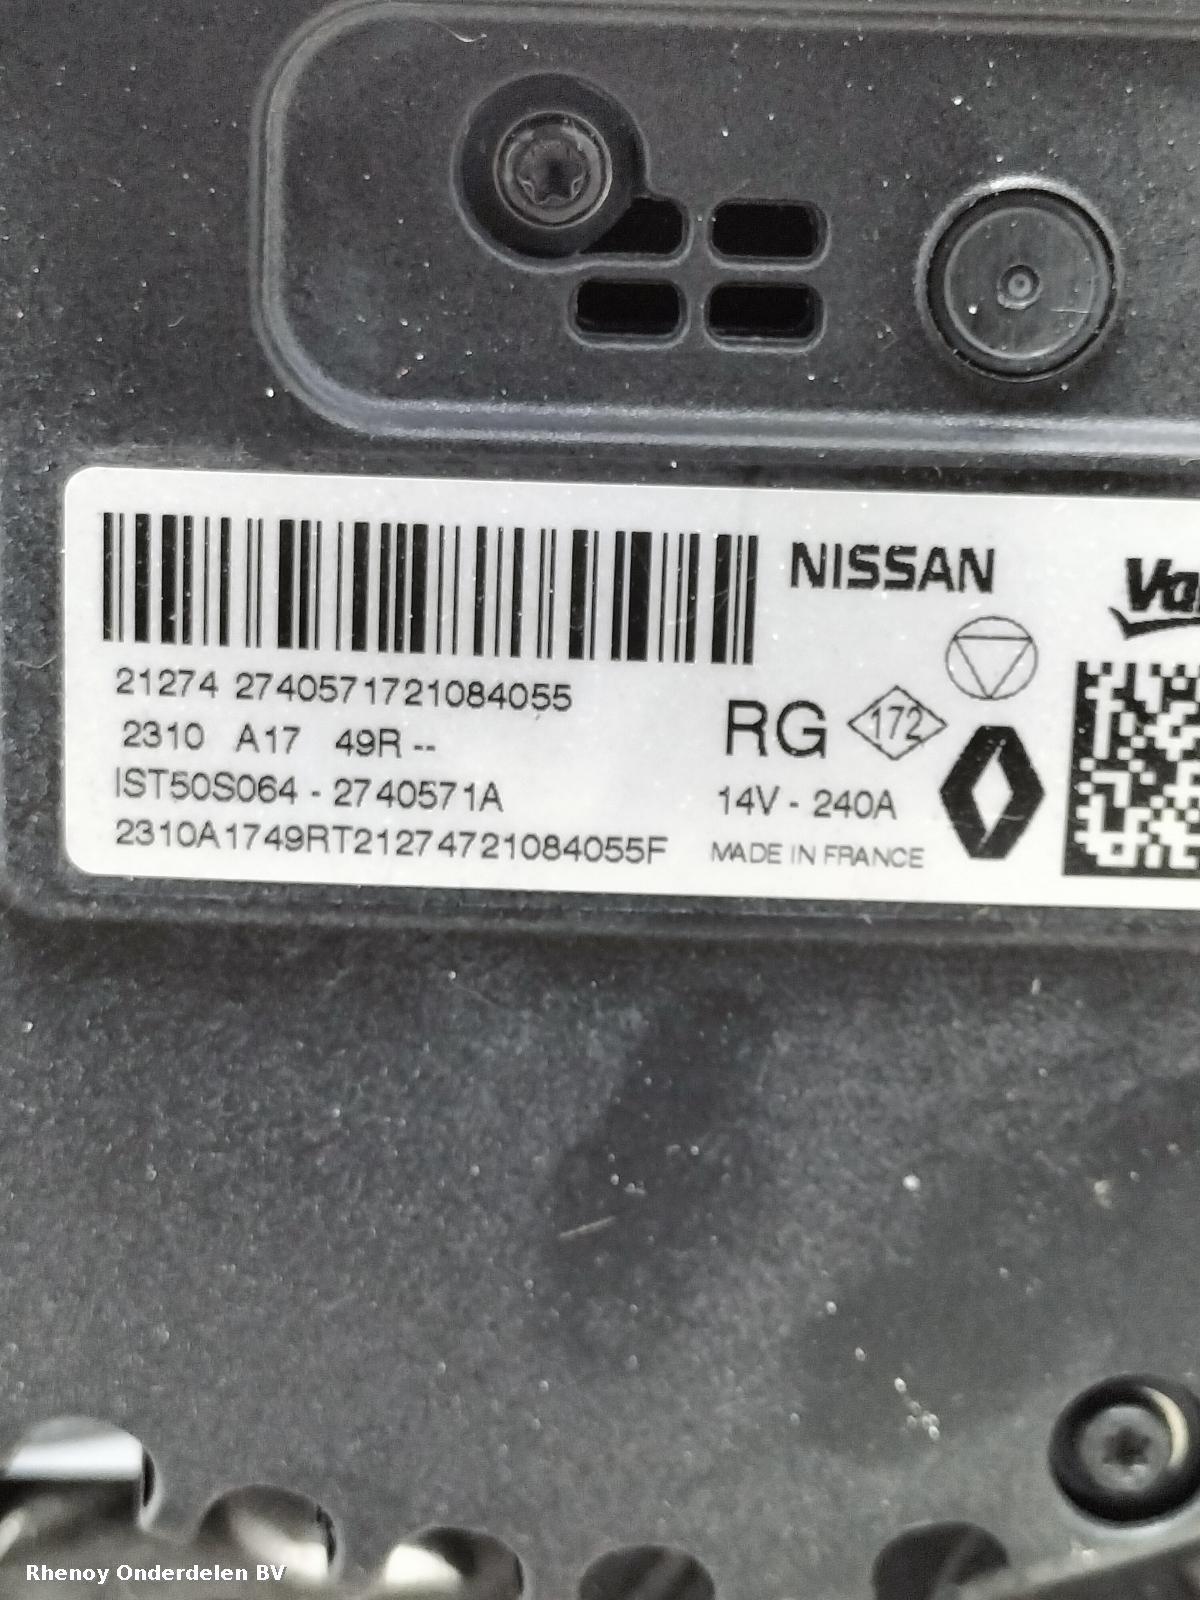 NISSAN
21274 2740571721084055
2310 A17 49R --
IST50S064 - 2740571A
2310A1749RT21274721084055F
RG 172
14V - 240A
MADE IN FRANCE
Rhenoy Onderdelen BV